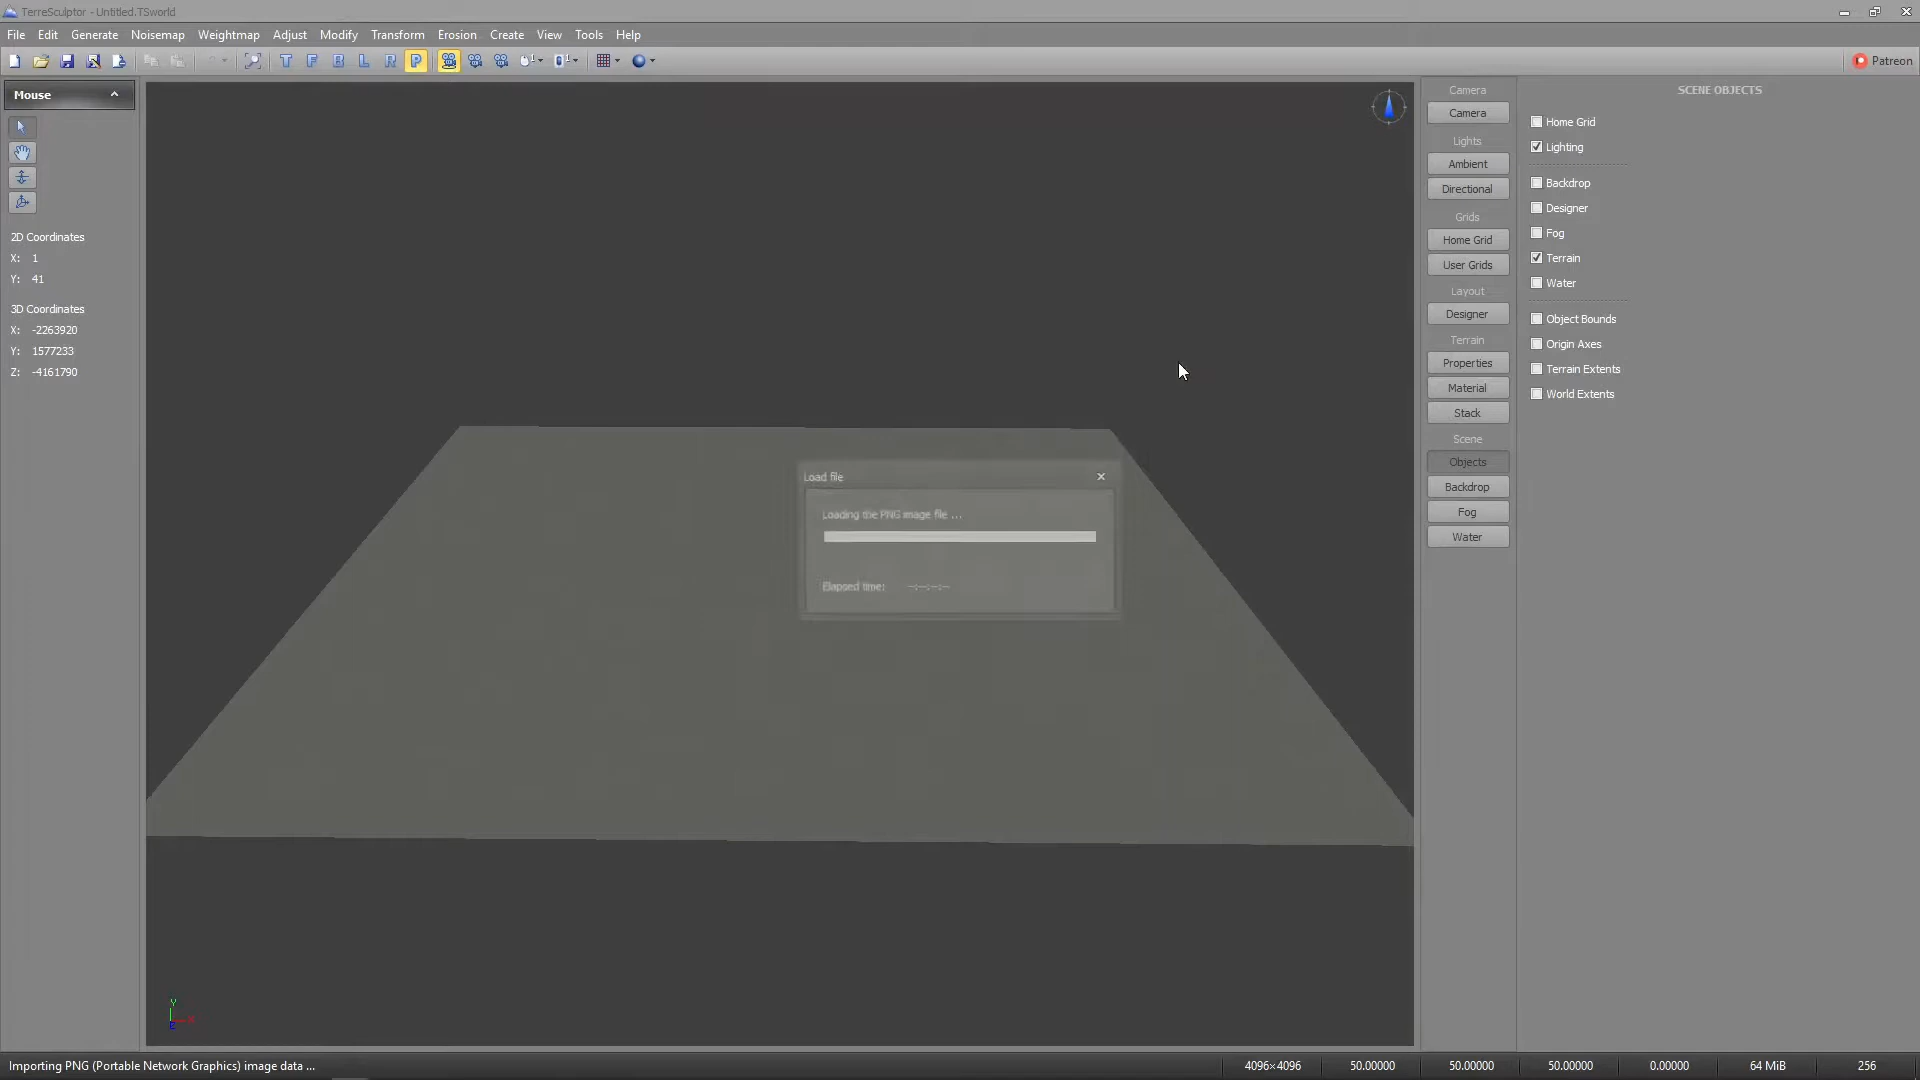 TerreSculptor - Untitled.TSworld
File Edit Generate Noisemap Weightmap Adjust Modify Transform Erosion Create View Tools Help
T F B L R P
Patreon
Mouse
2D Coordinates
X: 1
Y: 41
3D Coordinates
X: -2263920
Y: 1577233
Z: -4161790
Load file
Loading the PNG image file ...
Elapsed time: --:--:--
Y
X
Z
Camera
Camera
Lights
Ambient
Directional
Grids
Home Grid
User Grids
Layout
Designer
Terrain
Properties
Material
Stack
Scene
Objects
Backdrop
Fog
Water
SCENE OBJECTS
Home Grid
Lighting
Backdrop
Designer
Fog
Terrain
Water
Object Bounds
Origin Axes
Terrain Extents
World Extents
Importing PNG (Portable Network Graphics) image data ...
4096×4096 50.00000 50.00000 50.00000 0.00000 64 MiB 256